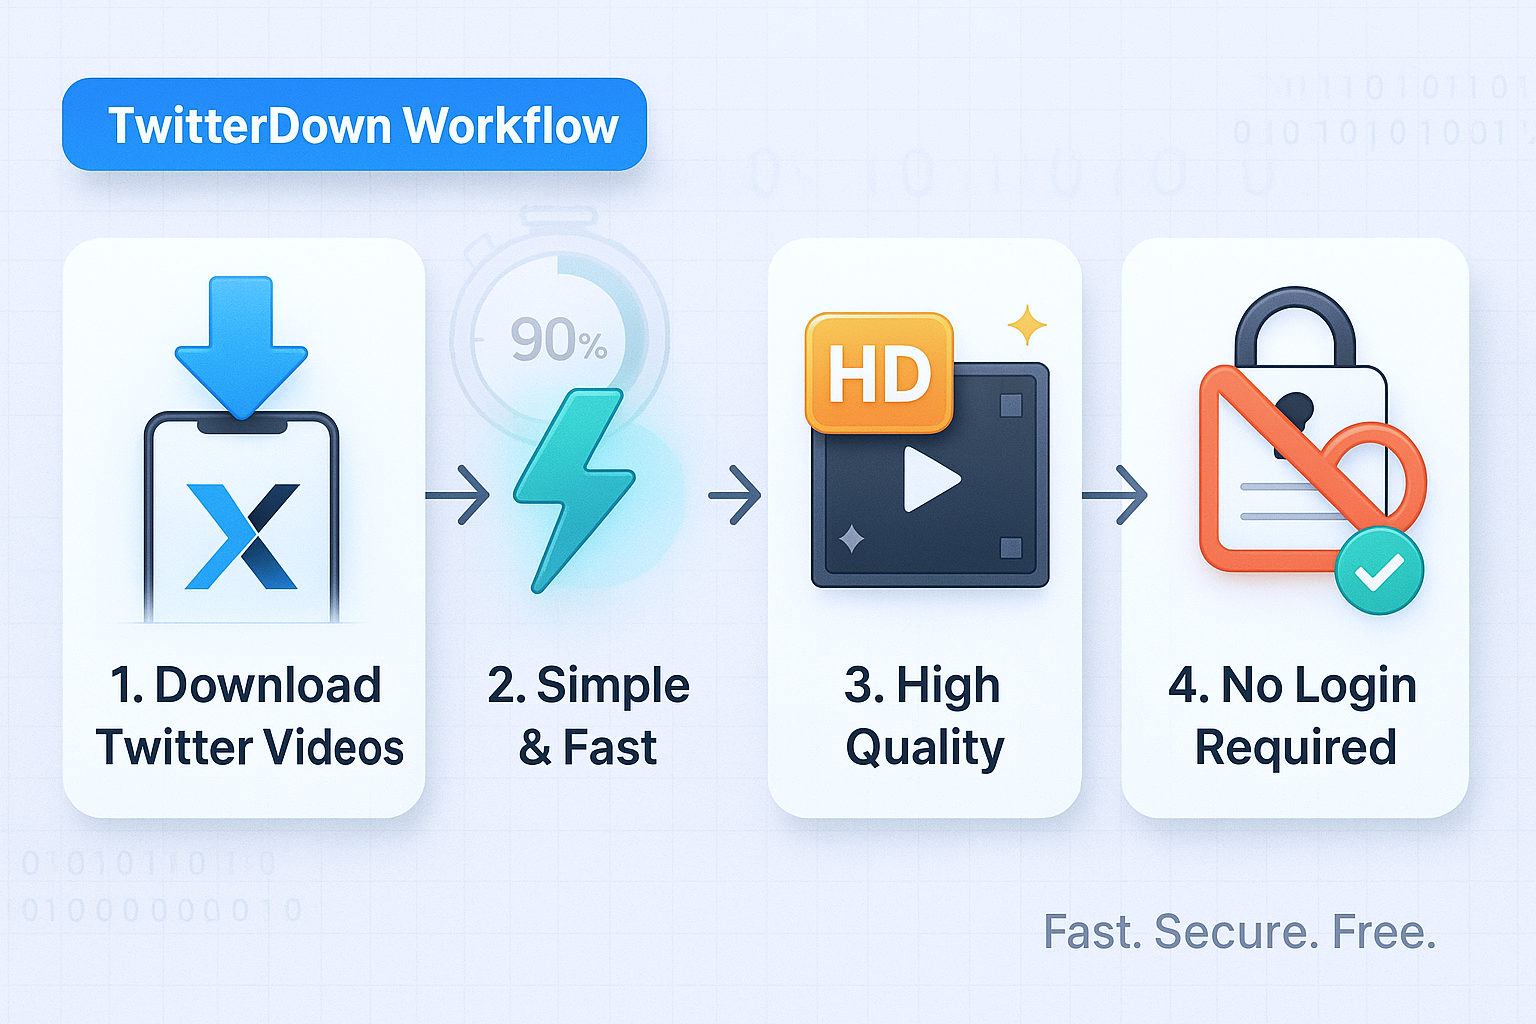 TwitterDown Workflow
90%
HD
X
1. Download
Twitter Videos
2. Simple
& Fast
3. High
Quality
4. No Login
Required
Fast. Secure. Free.